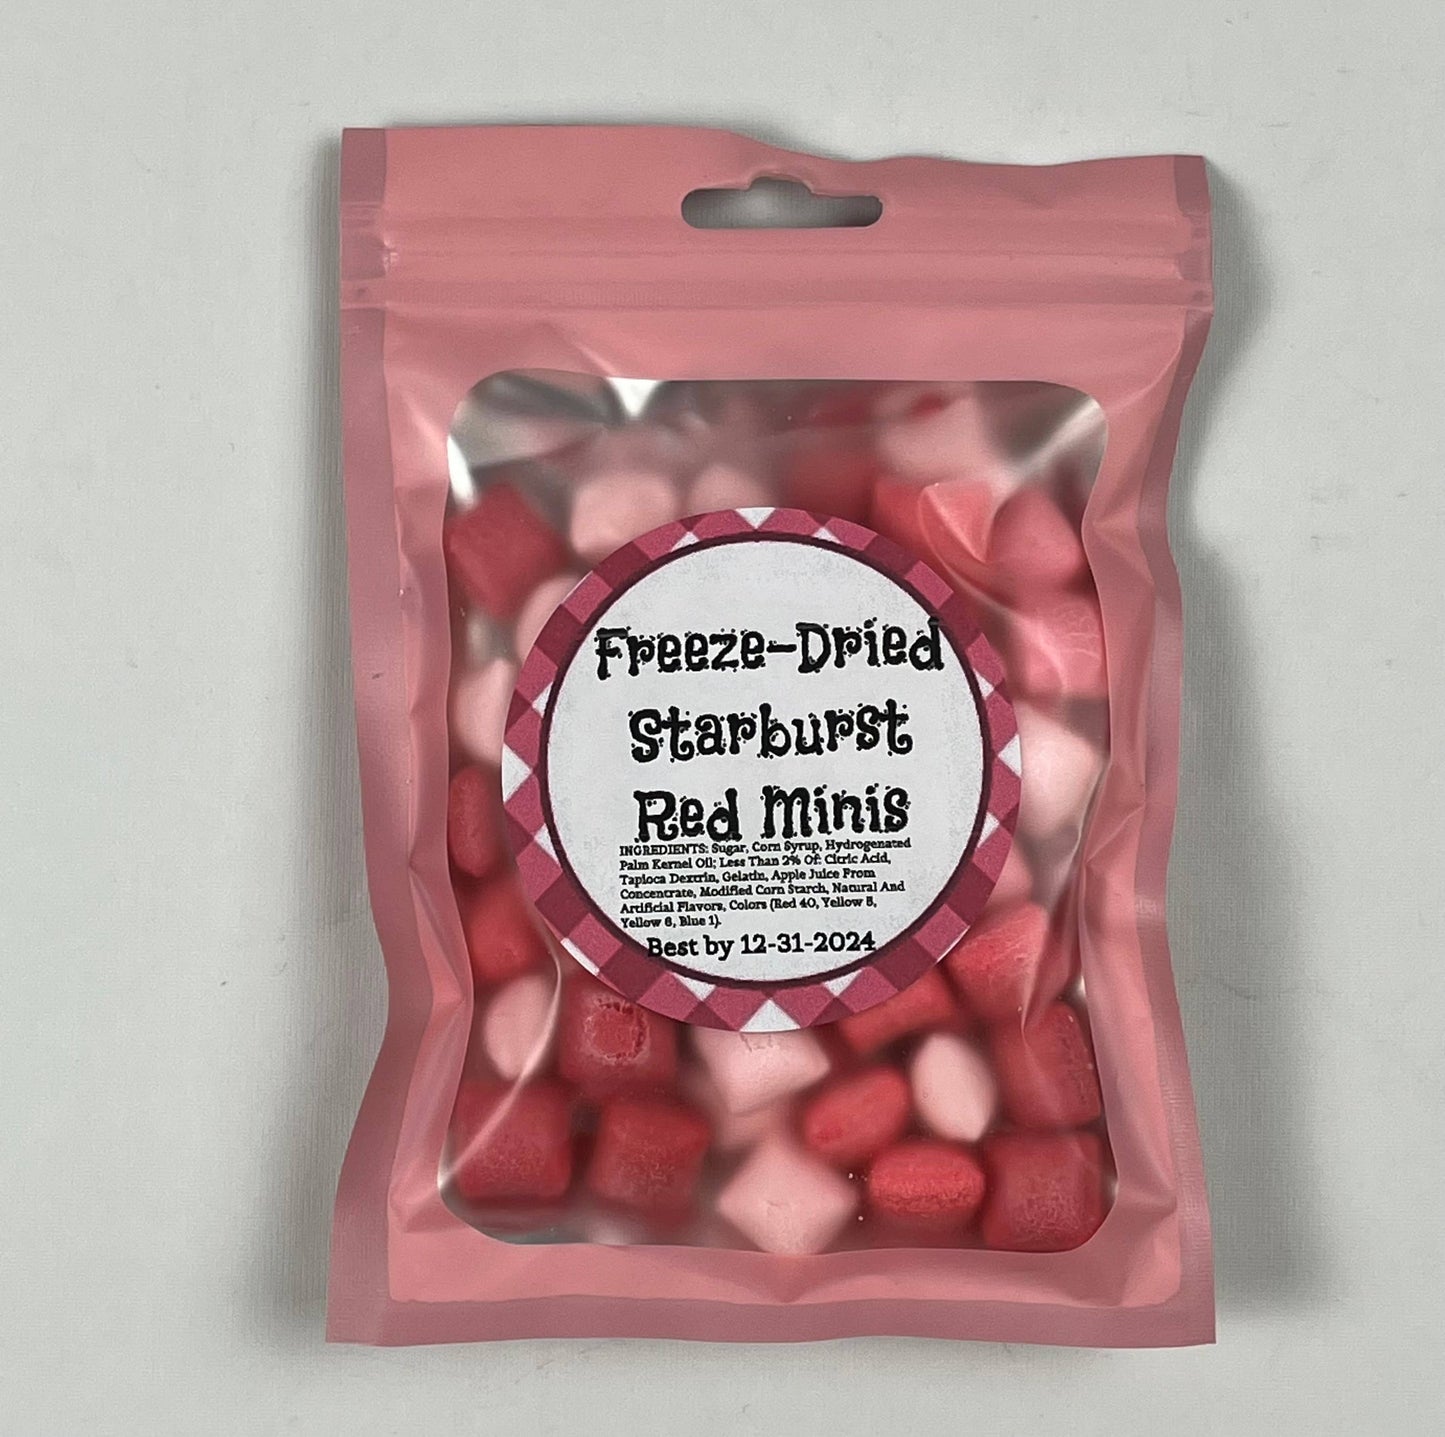 Freeze-Dried
Starburst
Red Minis
INGREDIENTS: Sugar, Corn Syrup, Hydrogenated
Palm Kernel Oil; Less Than 2% Of: Citric Acid,
Tapioca Dextrin, Gelatin, Apple Juice From
Concentrate, Modified Corn Starch, Natural And
Artificial Flavors, Colors (Red 40, Yellow 5,
Yellow 6, Blue 1).
Best by 12-31-2024